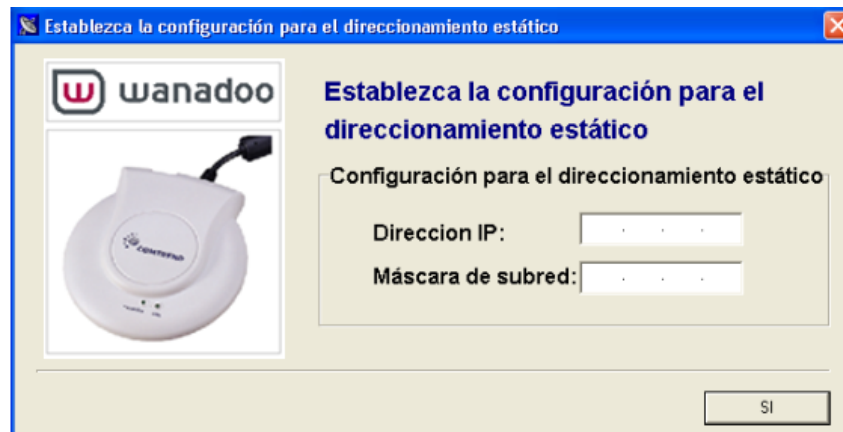 Establezca la configuración para el direccionamiento estático
wanadoo
Establezca la configuración para el
direccionamiento estático
Configuración para el direccionamiento estático
Direccion IP:
Máscara de subred:
COMTREND
SI